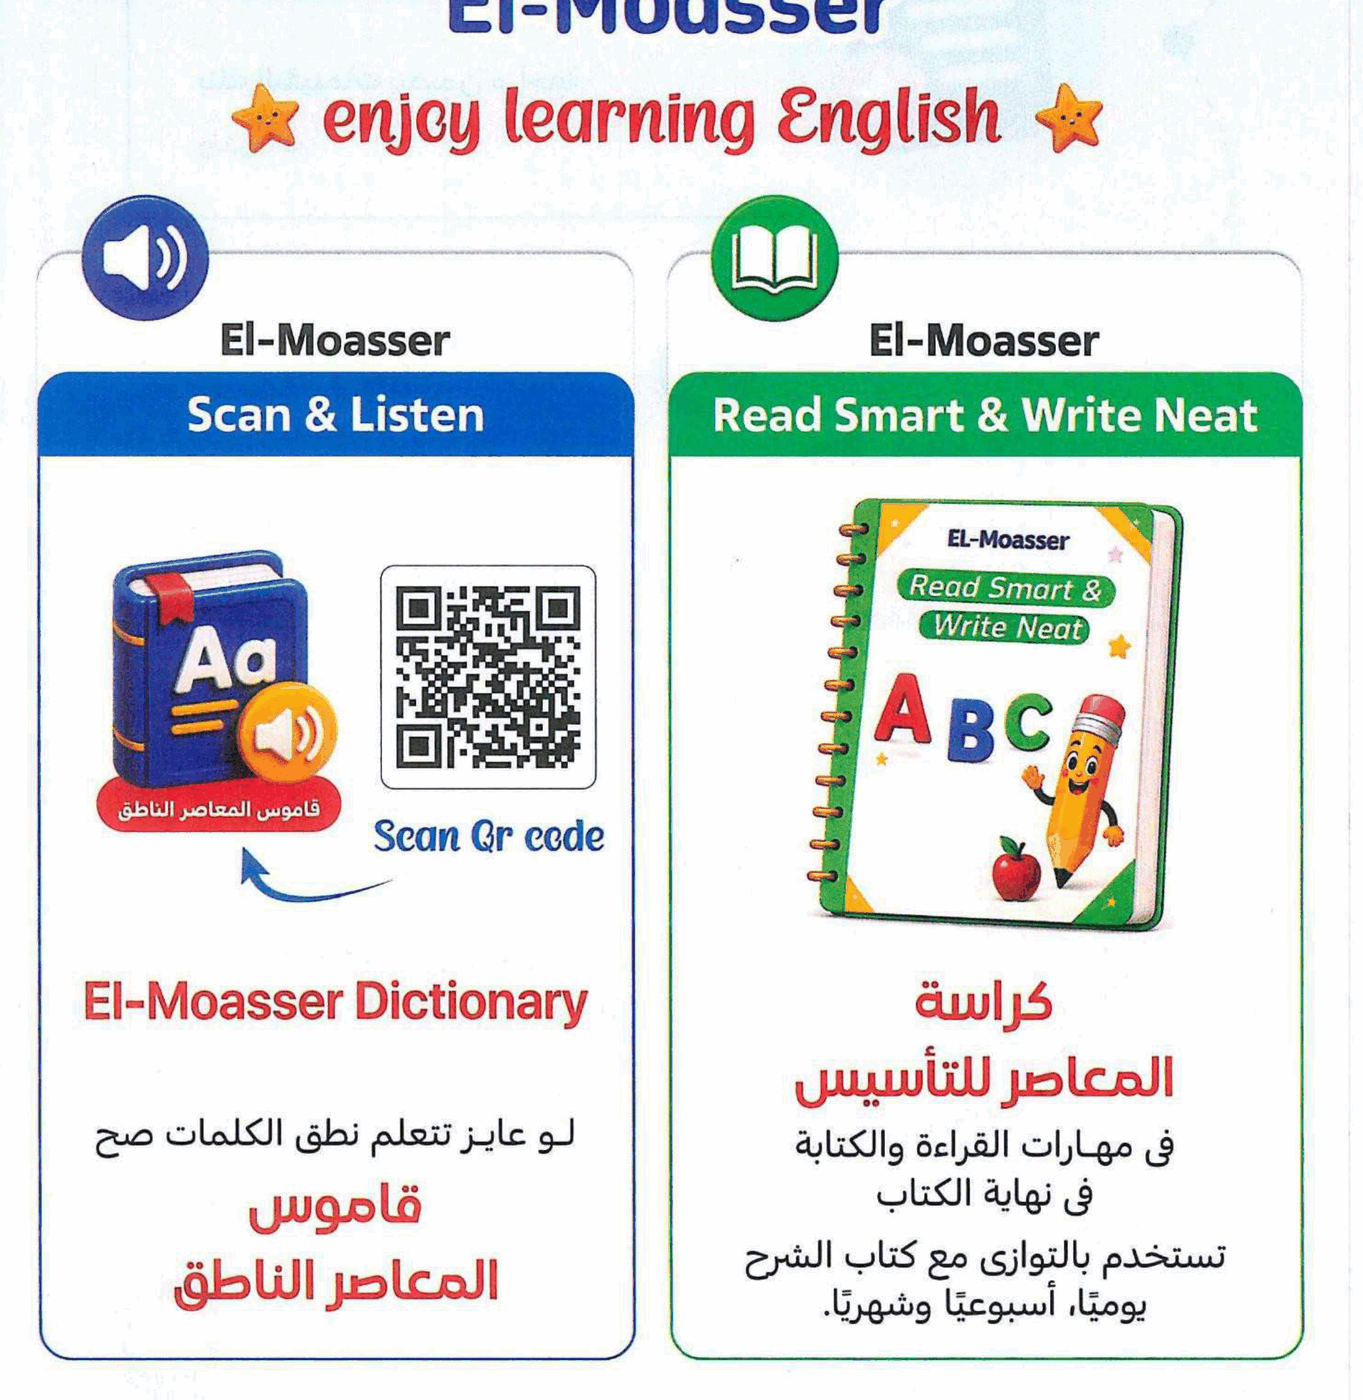 El-Moasser
enjoy learning English
El-Moasser
Scan & Listen
Aa
قاموس المعاصر الناطق
Scan Qr code
El-Moasser Dictionary
لو عايز تتعلم نطق الكلمات صح
قاموس
المعاصر الناطق
El-Moasser
Read Smart & Write Neat
EL-Moasser
Read Smart &
Write Neat
A B C
كراسة
المعاصر للتأسيس
فى مهارات القراءة والكتابة
فى نهاية الكتاب
تستخدم بالتوازى مع كتاب الشرح
يوميًا، أسبوعيًا وشهريًا.